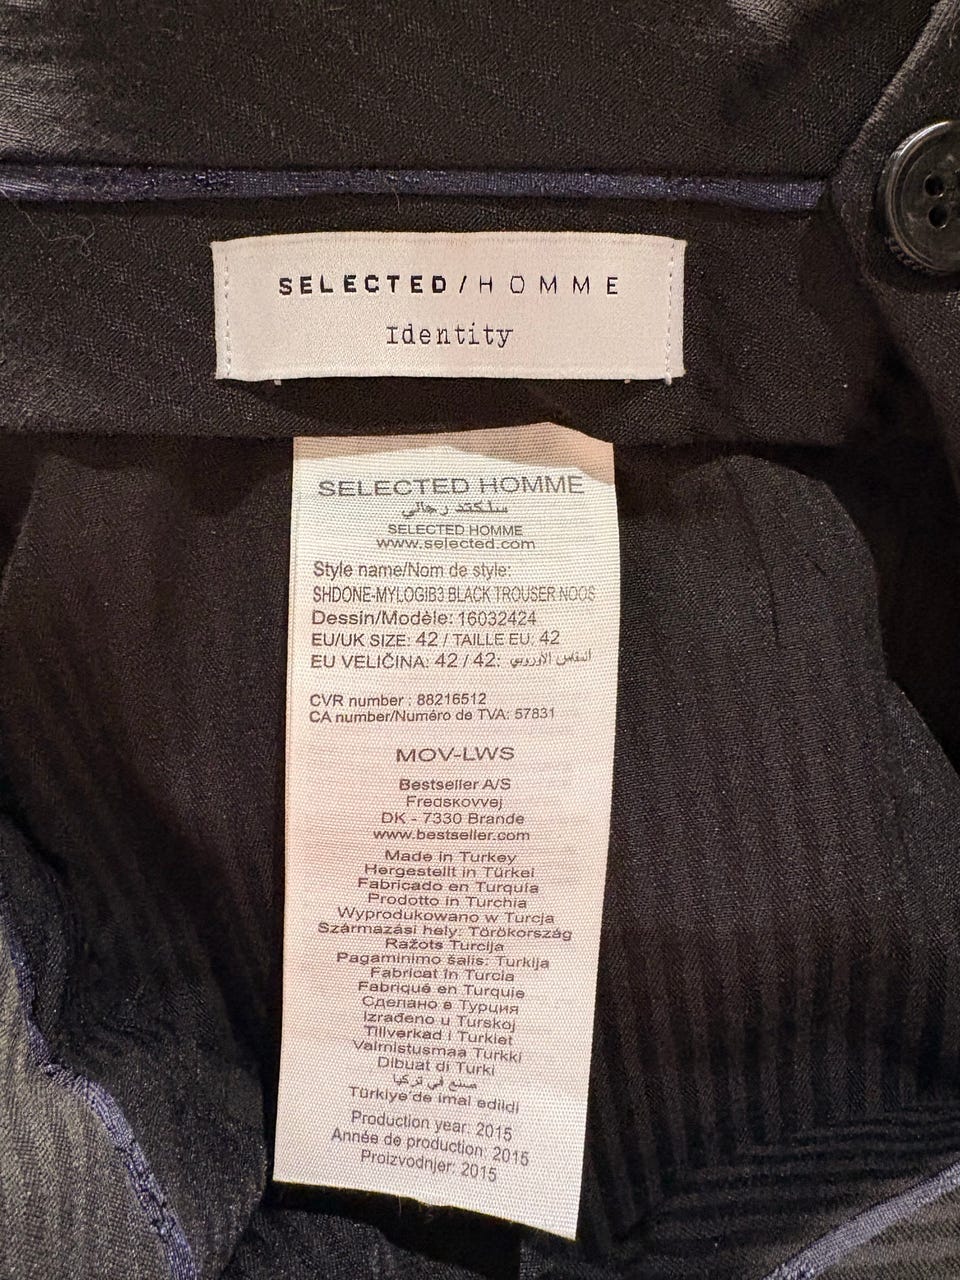 SELECTED/HOMME
Identity
SELECTED HOMME
سلكتد رجالي
SELECTED HOMME
www.selected.com
Style name/Nom de style:
SHDONE-MYLOGIB3 BLACK TROUSER NOOS
Dessin/Modèle: 16032424
EU/UK SIZE: 42 / TAILLE EU: 42
EU VELIČINA: 42 / 42: المقاس الأوروبي
CVR number : 88216512
CA number/Numéro de TVA: 57831
MOV-LWS
Bestseller A/S
Fredskovvej
DK - 7330 Brande
www.bestseller.com
Made in Turkey
Hergestellt in Türkei
Fabricado en Turquía
Prodotto in Turchia
Wyprodukowano w Turcja
Származási hely: Törökország
Ražots Turcija
Pagaminimo šalis: Turkija
Fabricat în Turcia
Fabriqué en Turquie
Сделано в Турция
Izrađeno u Turskoj
Tillverkad i Turkiet
Valmistusmaa Turkki
Dibuat di Turki
صنع في تركيا
Türkiye'de imal edildi
Production year: 2015
Année de production: 2015
Proizvodnjer: 2015